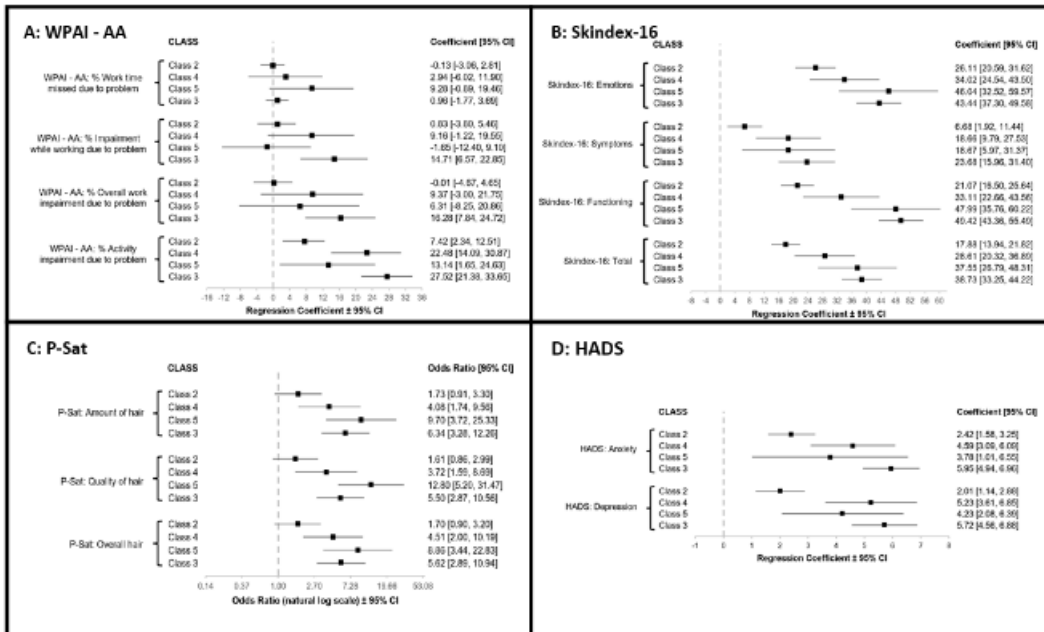 A: WPAI - AA
CLASS
Coefficient [95% CI]
WPAI - AA: % Work time
missed due to problem
Class 2 -0.13 [-3.06, 2.81]
Class 4 2.94 [-6.02, 11.90]
Class 5 9.28 [-0.89, 19.46]
Class 3 0.96 [-1.77, 3.69]
WPAI - AA: % Impairment
while working due to problem
Class 2 0.83 [-3.80, 5.46]
Class 4 9.16 [-1.22, 19.55]
Class 5 -1.65 [-12.40, 9.10]
Class 3 14.71 [6.57, 22.85]
WPAI - AA: % Overall work
impairment due to problem
Class 2 -0.01 [-4.67, 4.65]
Class 4 9.37 [-3.00, 21.75]
Class 5 6.31 [-8.25, 20.86]
Class 3 16.28 [7.84, 24.72]
WPAI - AA: % Activity
impairment due to problem
Class 2 7.42 [2.34, 12.51]
Class 4 22.48 [14.09, 30.87]
Class 5 13.14 [1.65, 24.63]
Class 3 27.52 [21.38, 33.65]
-16 -12 -8 -4 0 4 8 12 16 20 24 28 32 36
Regression Coefficient ± 95% CI
B: Skindex-16
CLASS
Coefficient [95% CI]
Skindex-16: Emotions
Class 2 26.11 [20.59, 31.62]
Class 4 34.02 [24.54, 43.50]
Class 5 46.04 [32.52, 59.57]
Class 3 43.44 [37.30, 49.58]
Skindex-16: Symptoms
Class 2 6.68 [1.92, 11.44]
Class 4 18.66 [9.79, 27.53]
Class 5 18.67 [5.97, 31.37]
Class 3 23.68 [15.96, 31.40]
Skindex-16: Functioning
Class 2 21.07 [16.50, 25.64]
Class 4 33.11 [22.66, 43.56]
Class 5 47.99 [35.76, 60.22]
Class 3 49.42 [43.36, 55.49]
Skindex-16: Total
Class 2 17.88 [13.94, 21.82]
Class 4 28.61 [20.32, 36.89]
Class 5 37.55 [26.79, 48.31]
Class 3 38.73 [33.25, 44.22]
-10 -6 -2 0 4 8 12 16 20 24 28 32 36 40 44 48 52 56 60
Regression Coefficient ± 95% CI
C: P-Sat
CLASS
Odds Ratio [95% CI]
P-Sat: Amount of hair
Class 2 1.73 [0.91, 3.30]
Class 4 4.08 [1.74, 9.56]
Class 5 9.70 [3.72, 25.33]
Class 3 6.34 [3.28, 12.26]
P-Sat: Quality of hair
Class 2 1.61 [0.86, 2.99]
Class 4 3.72 [1.59, 8.69]
Class 5 12.80 [5.20, 31.47]
Class 3 5.50 [2.87, 10.56]
P-Sat: Overall hair
Class 2 1.70 [0.90, 3.20]
Class 4 4.51 [2.00, 10.19]
Class 5 8.86 [3.44, 22.83]
Class 3 5.62 [2.89, 10.94]
0.14 0.37 1.00 2.70 7.28 19.66 53.08
Odds Ratio (natural log scale) ± 95% CI
D: HADS
CLASS
Coefficient [95% CI]
HADS: Anxiety
Class 2 2.42 [1.58, 3.25]
Class 4 4.59 [3.09, 6.09]
Class 5 3.78 [1.01, 6.55]
Class 3 5.95 [4.94, 6.96]
HADS: Depression
Class 2 2.01 [1.14, 2.88]
Class 4 5.23 [3.61, 6.85]
Class 5 4.23 [2.08, 6.39]
Class 3 5.72 [4.56, 6.88]
-1 0 1 2 3 4 5 6 7 8
Regression Coefficient ± 95% CI